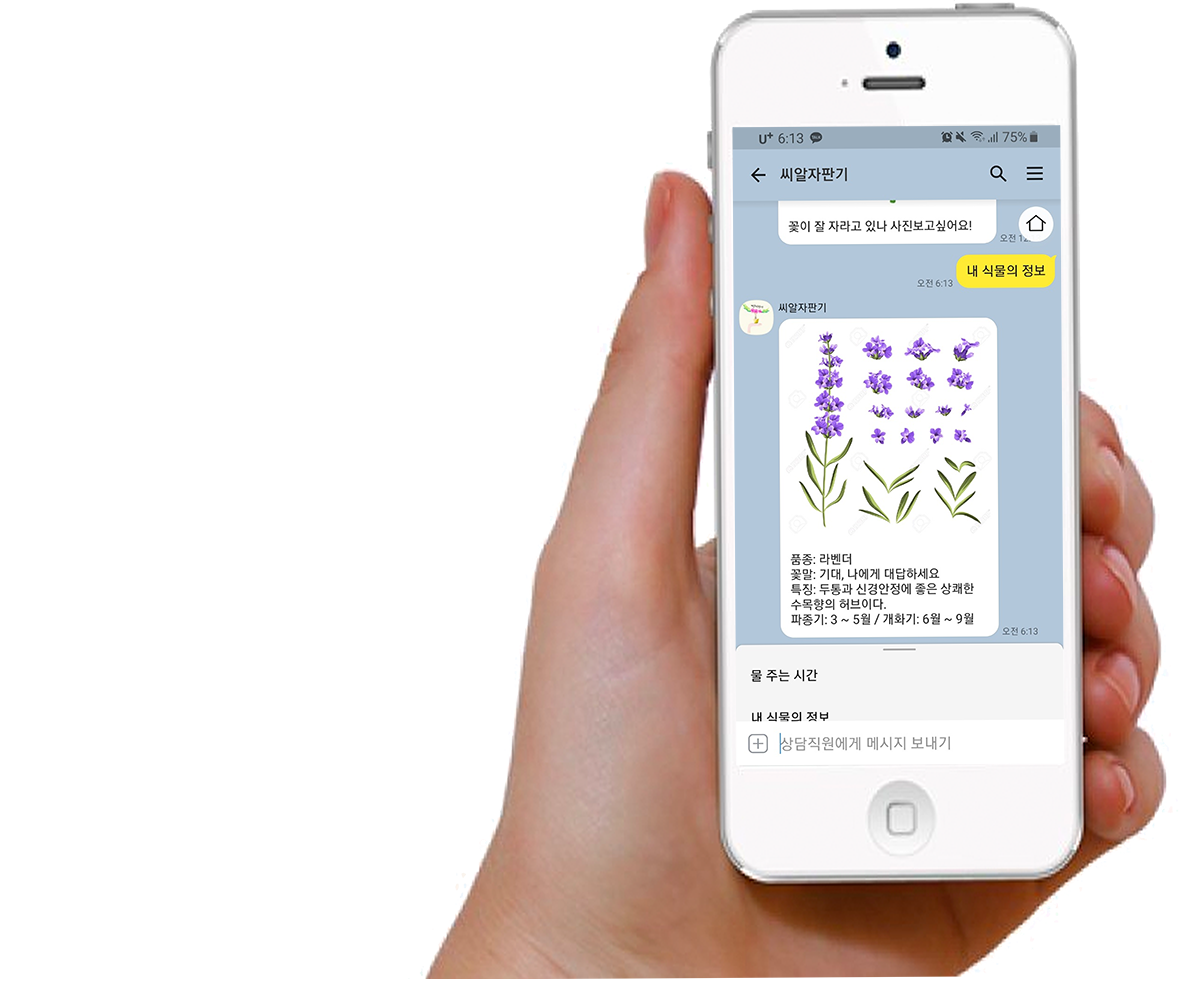 U+ 6:13 75%
씨알자판기
꽃이 잘 자라고 있나 사진보고싶어요!
오전 12
내 식물의 정보
오전 6:13
씨알자판기
품종: 라벤더
꽃말: 기대, 나에게 대답하세요
특징: 두통과 신경안정에 좋은 상쾌한
수목향의 허브이다.
파종기: 3 ~ 5월 / 개화기: 6월 ~ 9월
오전 6:13
물 주는 시간
내 식물의 정보
상담직원에게 메시지 보내기